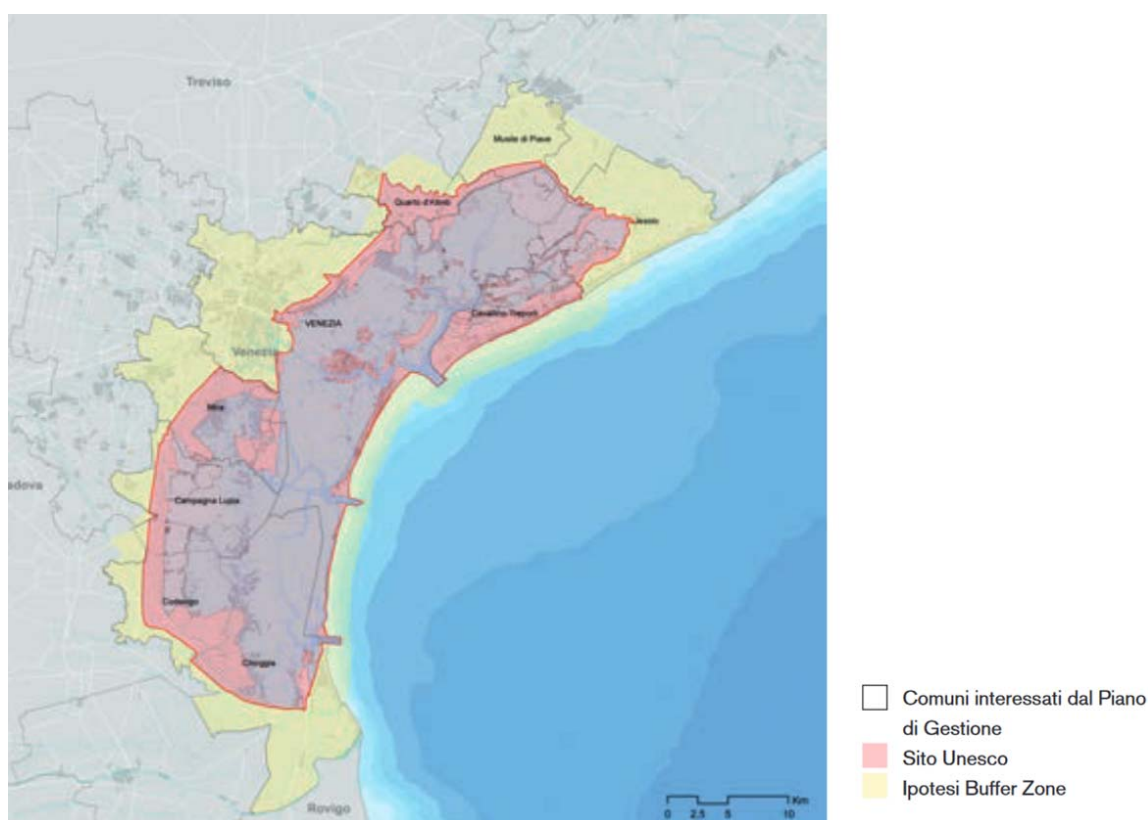 Treviso
Musile di Piave
Quarto d'Altino
Jesolo
Cavallino-Treporti
VENEZIA
Venezia
Mira
adova
Campagna Lupia
Codevigo
Chioggia
Rovigo
Km
0 2,5 5 10
Comuni interessati dal Piano
di Gestione
Sito Unesco
Ipotesi Buffer Zone